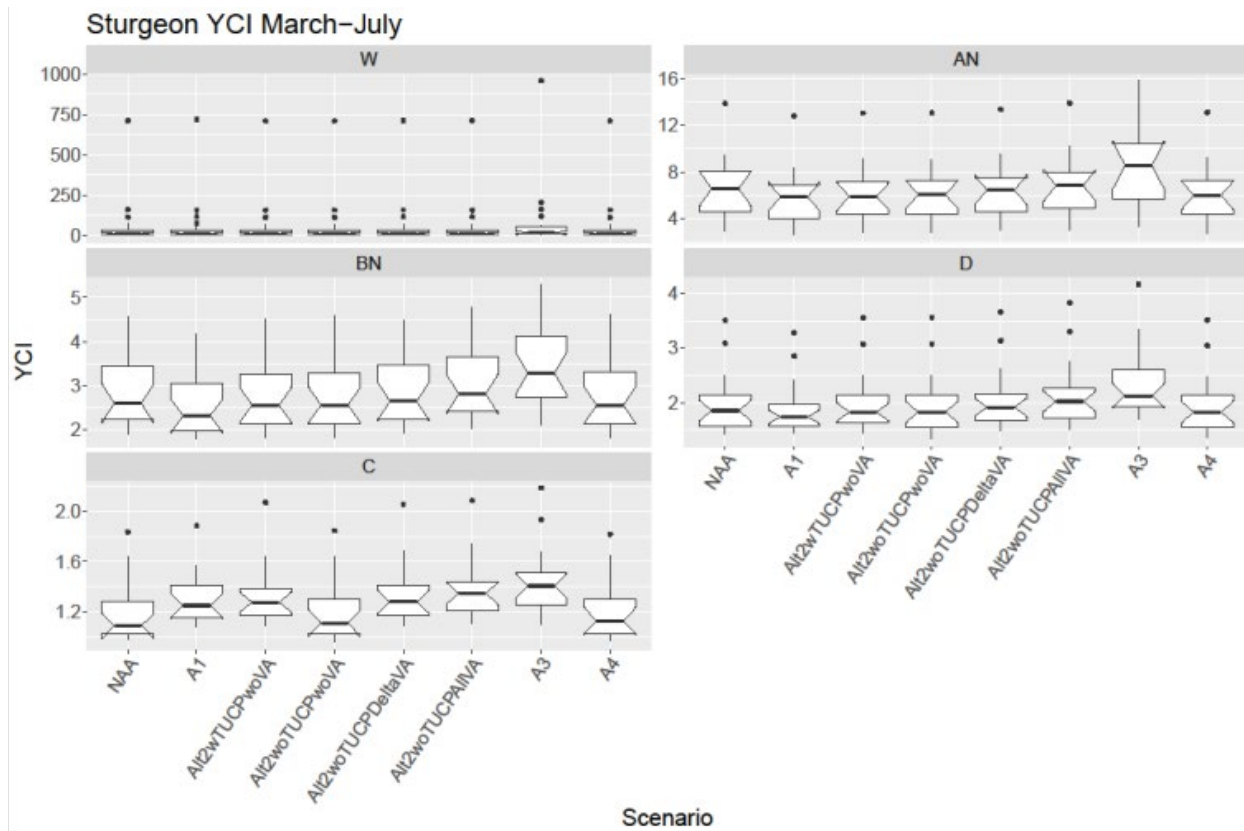 Sturgeon YCI March−July
W
1000
750
500
250
0
AN
16
12
8
4
BN
5
4
3
2
D
4
3
2
NAA
A1
Alt2wTUCPwoVA
Alt2woTUCPwoVA
Alt2woTUCPDeltaVA
Alt2woTUCPAllVA
A3
A4
C
2.0
1.6
1.2
NAA
A1
Alt2wTUCPwoVA
Alt2woTUCPwoVA
Alt2woTUCPDeltaVA
Alt2woTUCPAllVA
A3
A4
YCI
Scenario